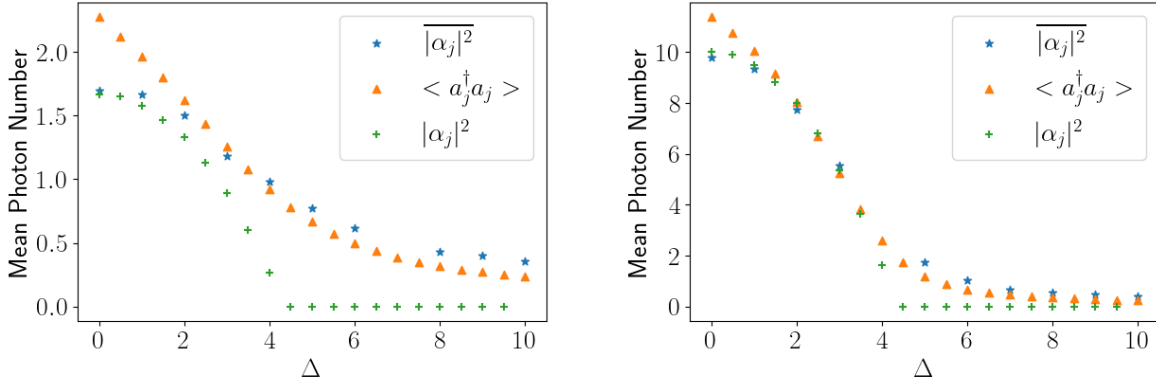 Mean Photon Number
2.0
1.5
1.0
0.5
0.0
0 2 4 6 8 10
Δ
$\overline{|\alpha_j|^2}$
$< a_j^\dagger a_j >$
$|\alpha_j|^2$
Mean Photon Number
10
8
6
4
2
0
0 2 4 6 8 10
Δ
$\overline{|\alpha_j|^2}$
$< a_j^\dagger a_j >$
$|\alpha_j|^2$